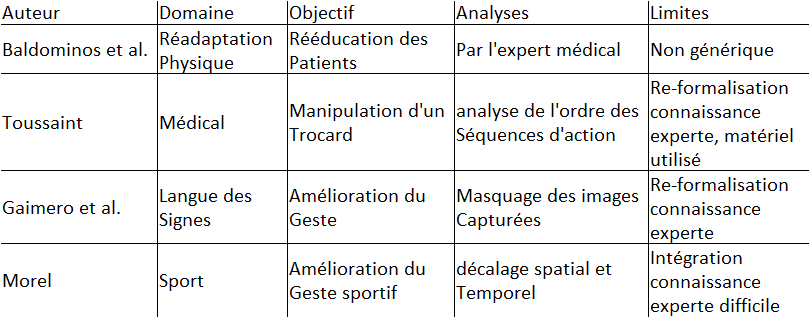 Auteur Domaine Objectif Analyses Limites
Baldominos et al. Réadaptation Physique Rééducation des Patients Par l'expert médical Non générique
Toussaint Médical Manipulation d'un Trocard analyse de l'ordre des Séquences d'action Re-formalisation connaissance experte, matériel utilisé
Gaimero et al. Langue des Signes Amélioration du Geste Masquage des images Capturées Re-formalisation connaissance experte
Morel Sport Amélioration du Geste sportif décalage spatial et Temporel Intégration connaissance experte difficile